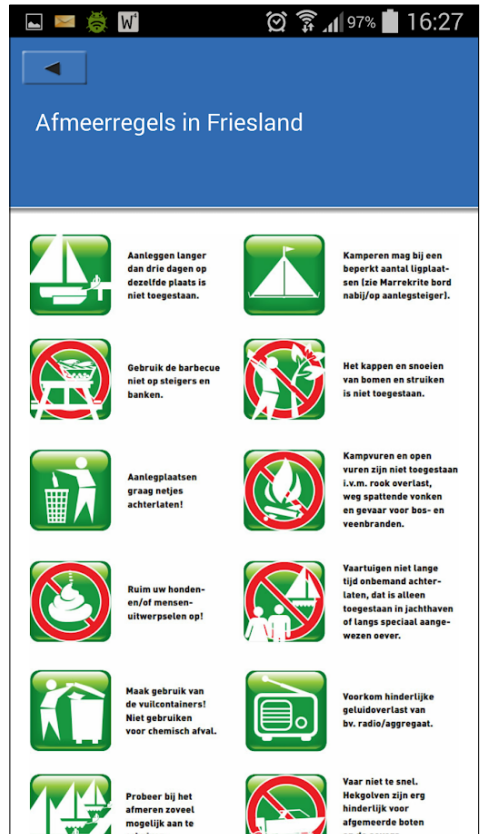 97% 16:27
Afmeerregels in Friesland
Aanleggen langer
dan drie dagen op
dezelfde plaats is
niet toegestaan.
Kamperen mag bij een
beperkt aantal ligplaat-
sen (zie Marrekrite bord
nabij/op aanlegsteiger).
Gebruik de barbecue
niet op steigers en
banken.
Het kappen en snoeien
van bomen en struiken
is niet toegestaan.
Aanlegplaatsen
graag netjes
achterlaten!
Kampvuren en open
vuren zijn niet toegestaan
i.v.m. rook overlast,
weg spattende vonken
en gevaar voor bos- en
veenbranden.
Ruim uw honden-
en/of mensen-
uitwerpselen op!
Vaartuigen niet lange
tijd onbemand achter-
laten, dat is alleen
toegestaan in jachthaven
of langs speciaal aange-
wezen oever.
Maak gebruik van
de vuilcontainers!
Niet gebruiken
voor chemisch afval.
Voorkom hinderlijke
geluidoverlast van
bv. radio/aggregaat.
Probeer bij het
afmeren zoveel
mogelijk aan te
Vaar niet te snel.
Hekgolven zijn erg
hinderlijk voor
afgemeerde boten